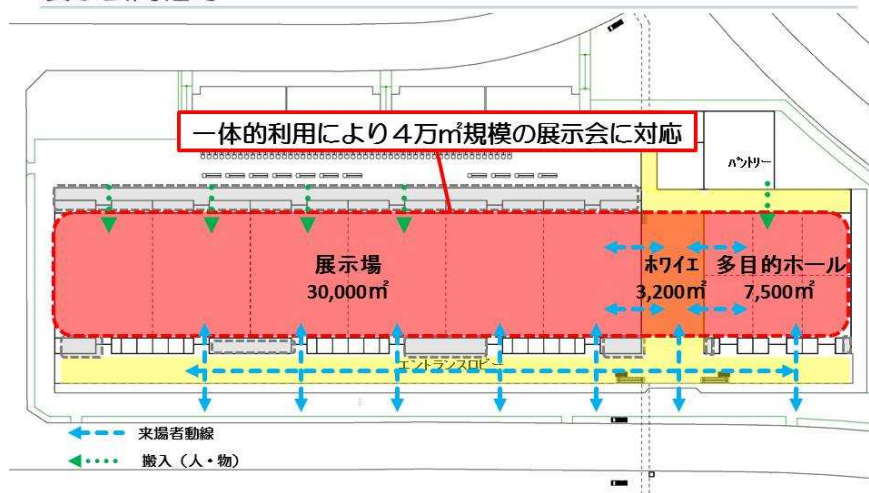 一体的利用により４万㎡規模の展示会に対応
パントリー
展示場
30,000㎡
ホワイエ
3,200㎡
多目的ホール
7,500㎡
エントランスロビー
来場者動線
搬入（人・物）